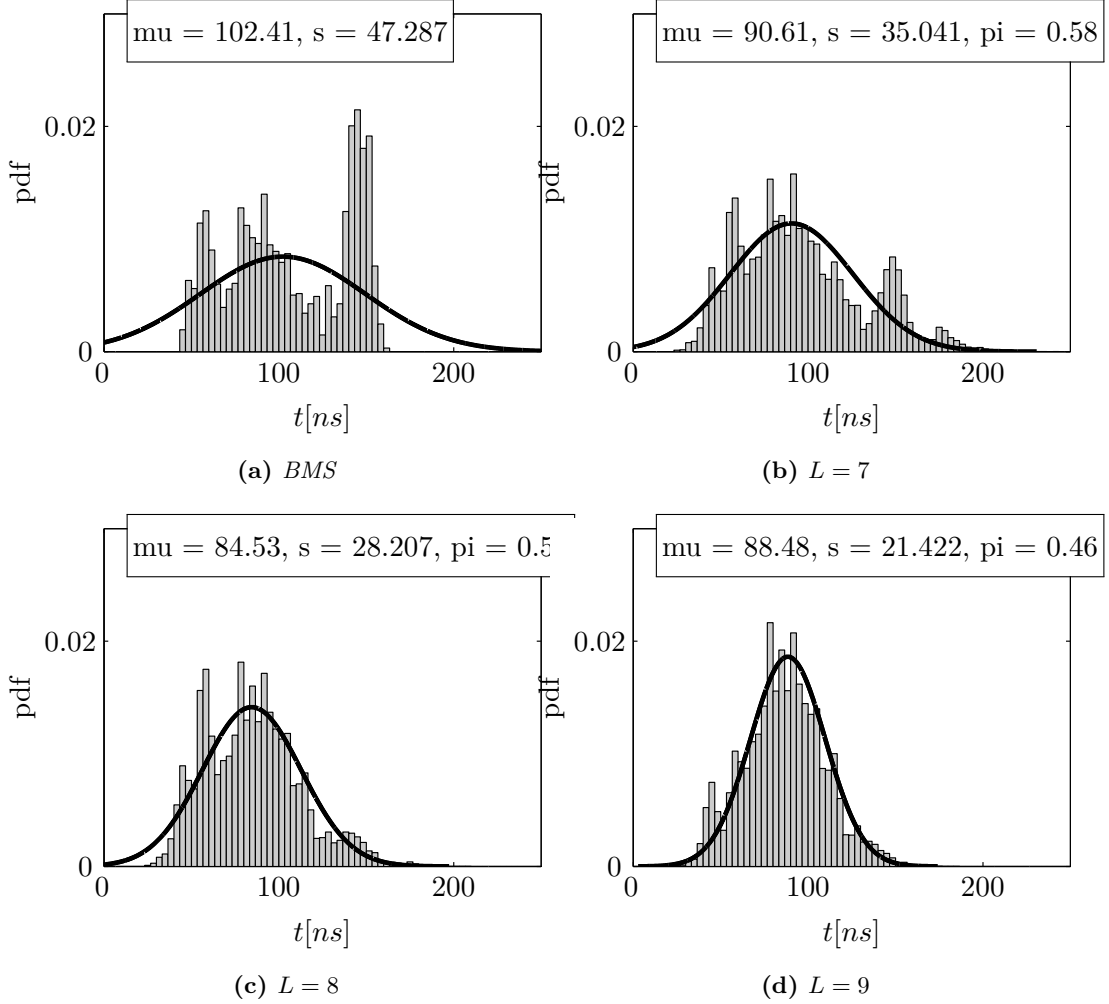 mu = 102.41, s = 47.287
0.02
pdf
0
0 100 200
t[ns]
(a) BMS
mu = 90.61, s = 35.041, pi = 0.58
0.02
pdf
0
0 100 200
t[ns]
(b) L = 7
mu = 84.53, s = 28.207, pi = 0.5
0.02
pdf
0
0 100 200
t[ns]
(c) L = 8
mu = 88.48, s = 21.422, pi = 0.46
0.02
pdf
0
0 100 200
t[ns]
(d) L = 9